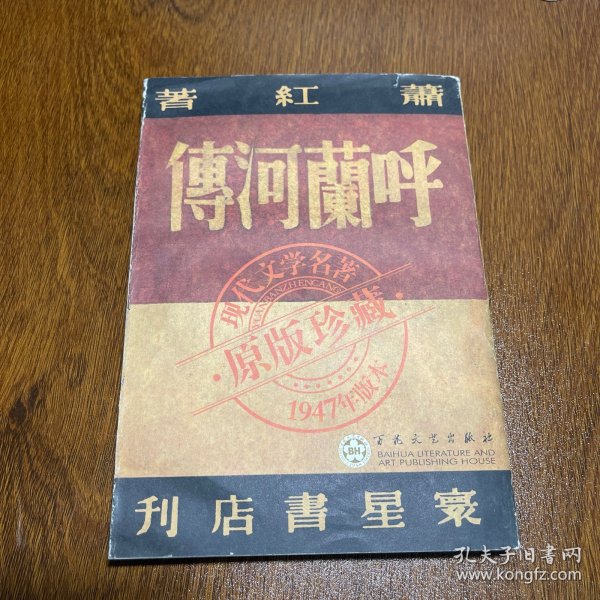 蕭紅著
呼蘭河傳
现代文学名著
YUANBANZHENCANG
·原版珍藏·
1947年版本
BH
百花文艺出版社
BAIHUA LITERATURE AND
ART PUBLISHING HOUSE
寰星書店刊
孔夫子旧书网
www.kongfz.com